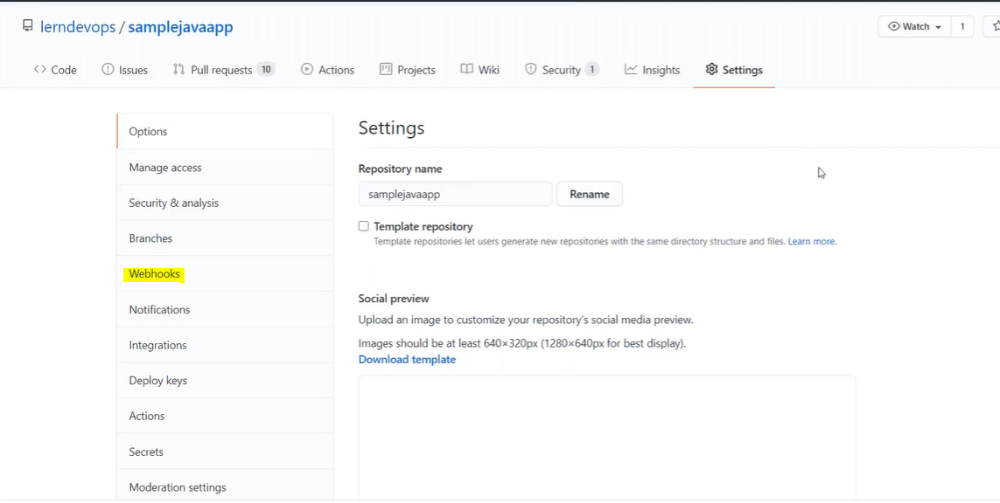 lerndevops / samplejavaapp
Watch 1
Code Issues Pull requests 10 Actions Projects Wiki Security 1 Insights Settings
Options
Manage access
Security & analysis
Branches
Webhooks
Notifications
Integrations
Deploy keys
Actions
Secrets
Moderation settings
Settings
Repository name
samplejavaapp Rename
Template repository
Template repositories let users generate new repositories with the same directory structure and files. Learn more.
Social preview
Upload an image to customize your repository's social media preview.
Images should be at least 640×320px (1280×640px for best display).
Download template